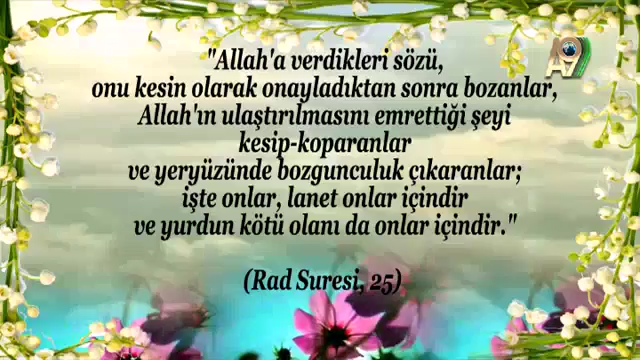 A9
"Allah'a verdikleri sözü,
onu kesin olarak onayladıktan sonra bozanlar,
Allah'ın ulaştırılmasını emrettiği şeyi
kesip-koparanlar
ve yeryüzünde bozgunculuk çıkaranlar;
işte onlar, lanet onlar içindir
ve yurdun kötü olanı da onlar içindir."
(Rad Suresi, 25)